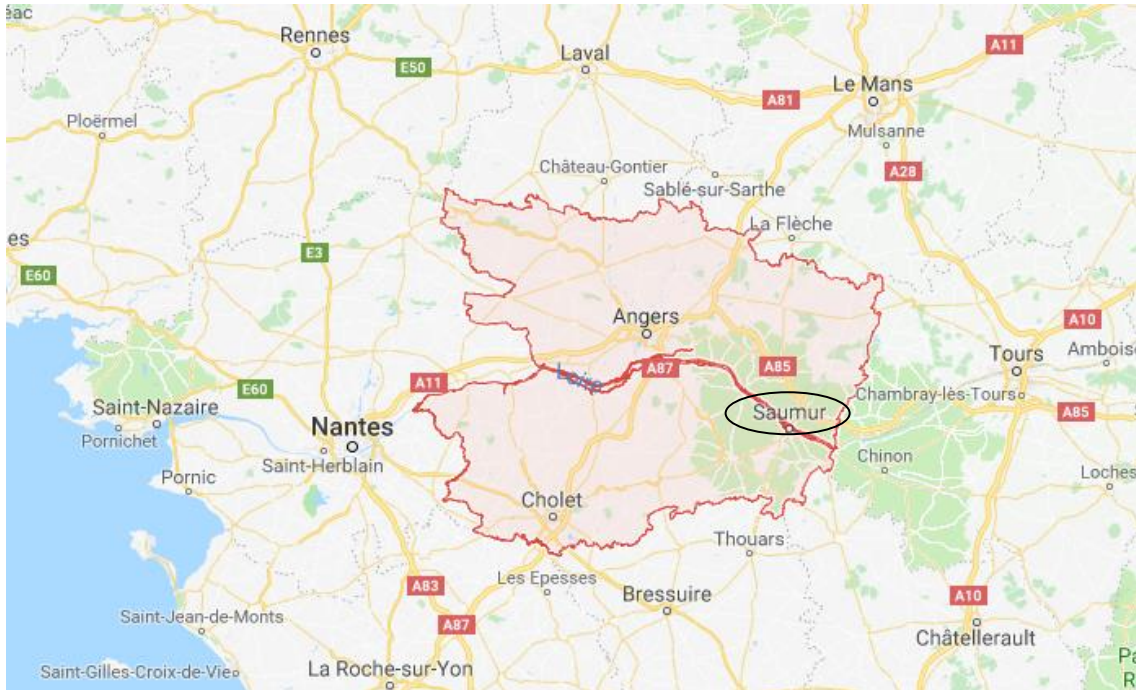 éac
Rennes
A11
Laval
E50
Le Mans
A81
Ploërmel
Mulsanne
Château-Gontier
A28
Sablé-sur-Sarthe
La Flèche
es
E3
E60
Angers
A10
Tours
Amboise
A85
A87
Loire
A11
E60
Chambray-lès-Tours
Saint-Nazaire
Saumur
A85
Nantes
Pornichet
Saint-Herblain
Chinon
Pornic
Loches
Cholet
Thouars
Les Epesses
A83
Bressuire
A10
Saint-Jean-de-Monts
A87
Châtellerault
Pa
Saint-Gilles-Croix-de-Vie
La Roche-sur-Yon
R